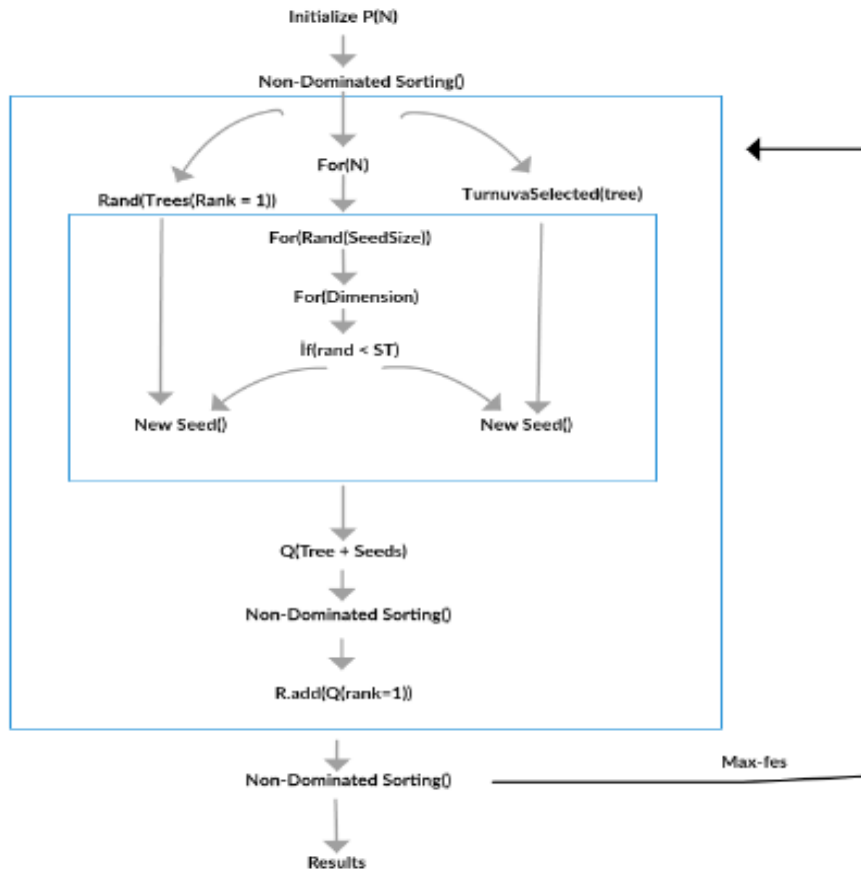 Initialize P(N)
Non-Dominated Sorting()
For(N)
Rand(Trees(Rank = 1))
TurnuvaSelected(tree)
For(Rand(SeedSize))
For(Dimension)
İf(rand < ST)
New Seed()
New Seed()
Q(Tree + Seeds)
Non-Dominated Sorting()
R.add(Q(rank=1))
Non-Dominated Sorting()
Max-fes
Results